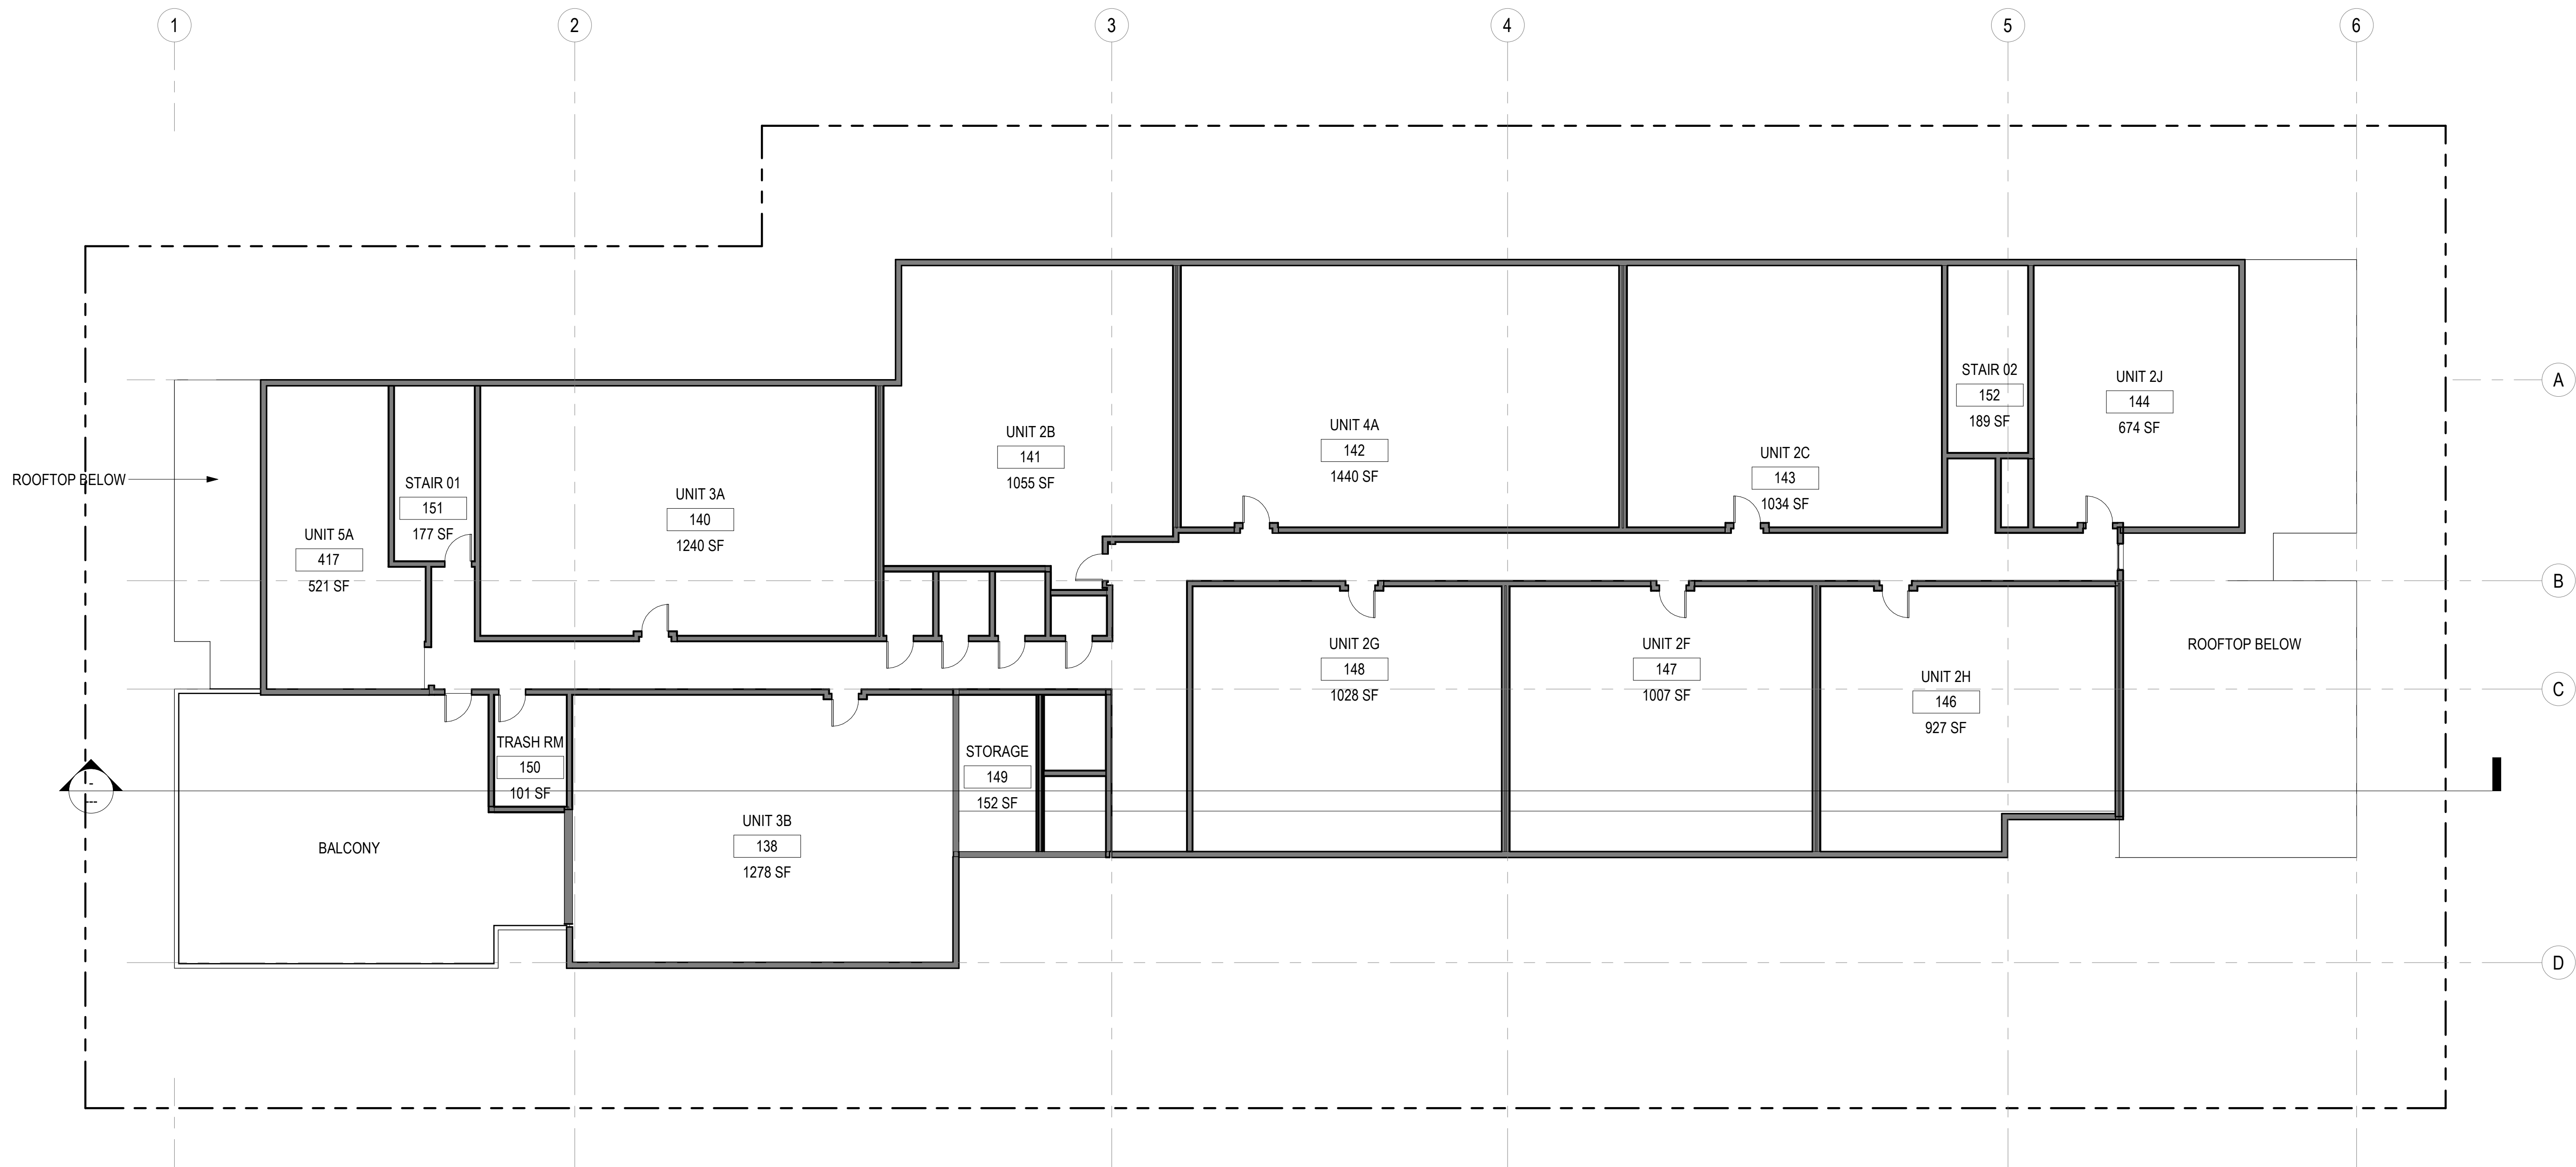 1
2
3
4
5
6
A
B
C
D
ROOFTOP BELOW
UNIT 5A
417
521 SF
STAIR 01
151
177 SF
UNIT 3A
140
1240 SF
UNIT 2B
141
1055 SF
UNIT 4A
142
1440 SF
UNIT 2C
143
1034 SF
STAIR 02
152
189 SF
UNIT 2J
144
674 SF
BALCONY
TRASH RM
150
101 SF
UNIT 3B
138
1278 SF
STORAGE
149
152 SF
UNIT 2G
148
1028 SF
UNIT 2F
147
1007 SF
UNIT 2H
146
927 SF
ROOFTOP BELOW
-
---